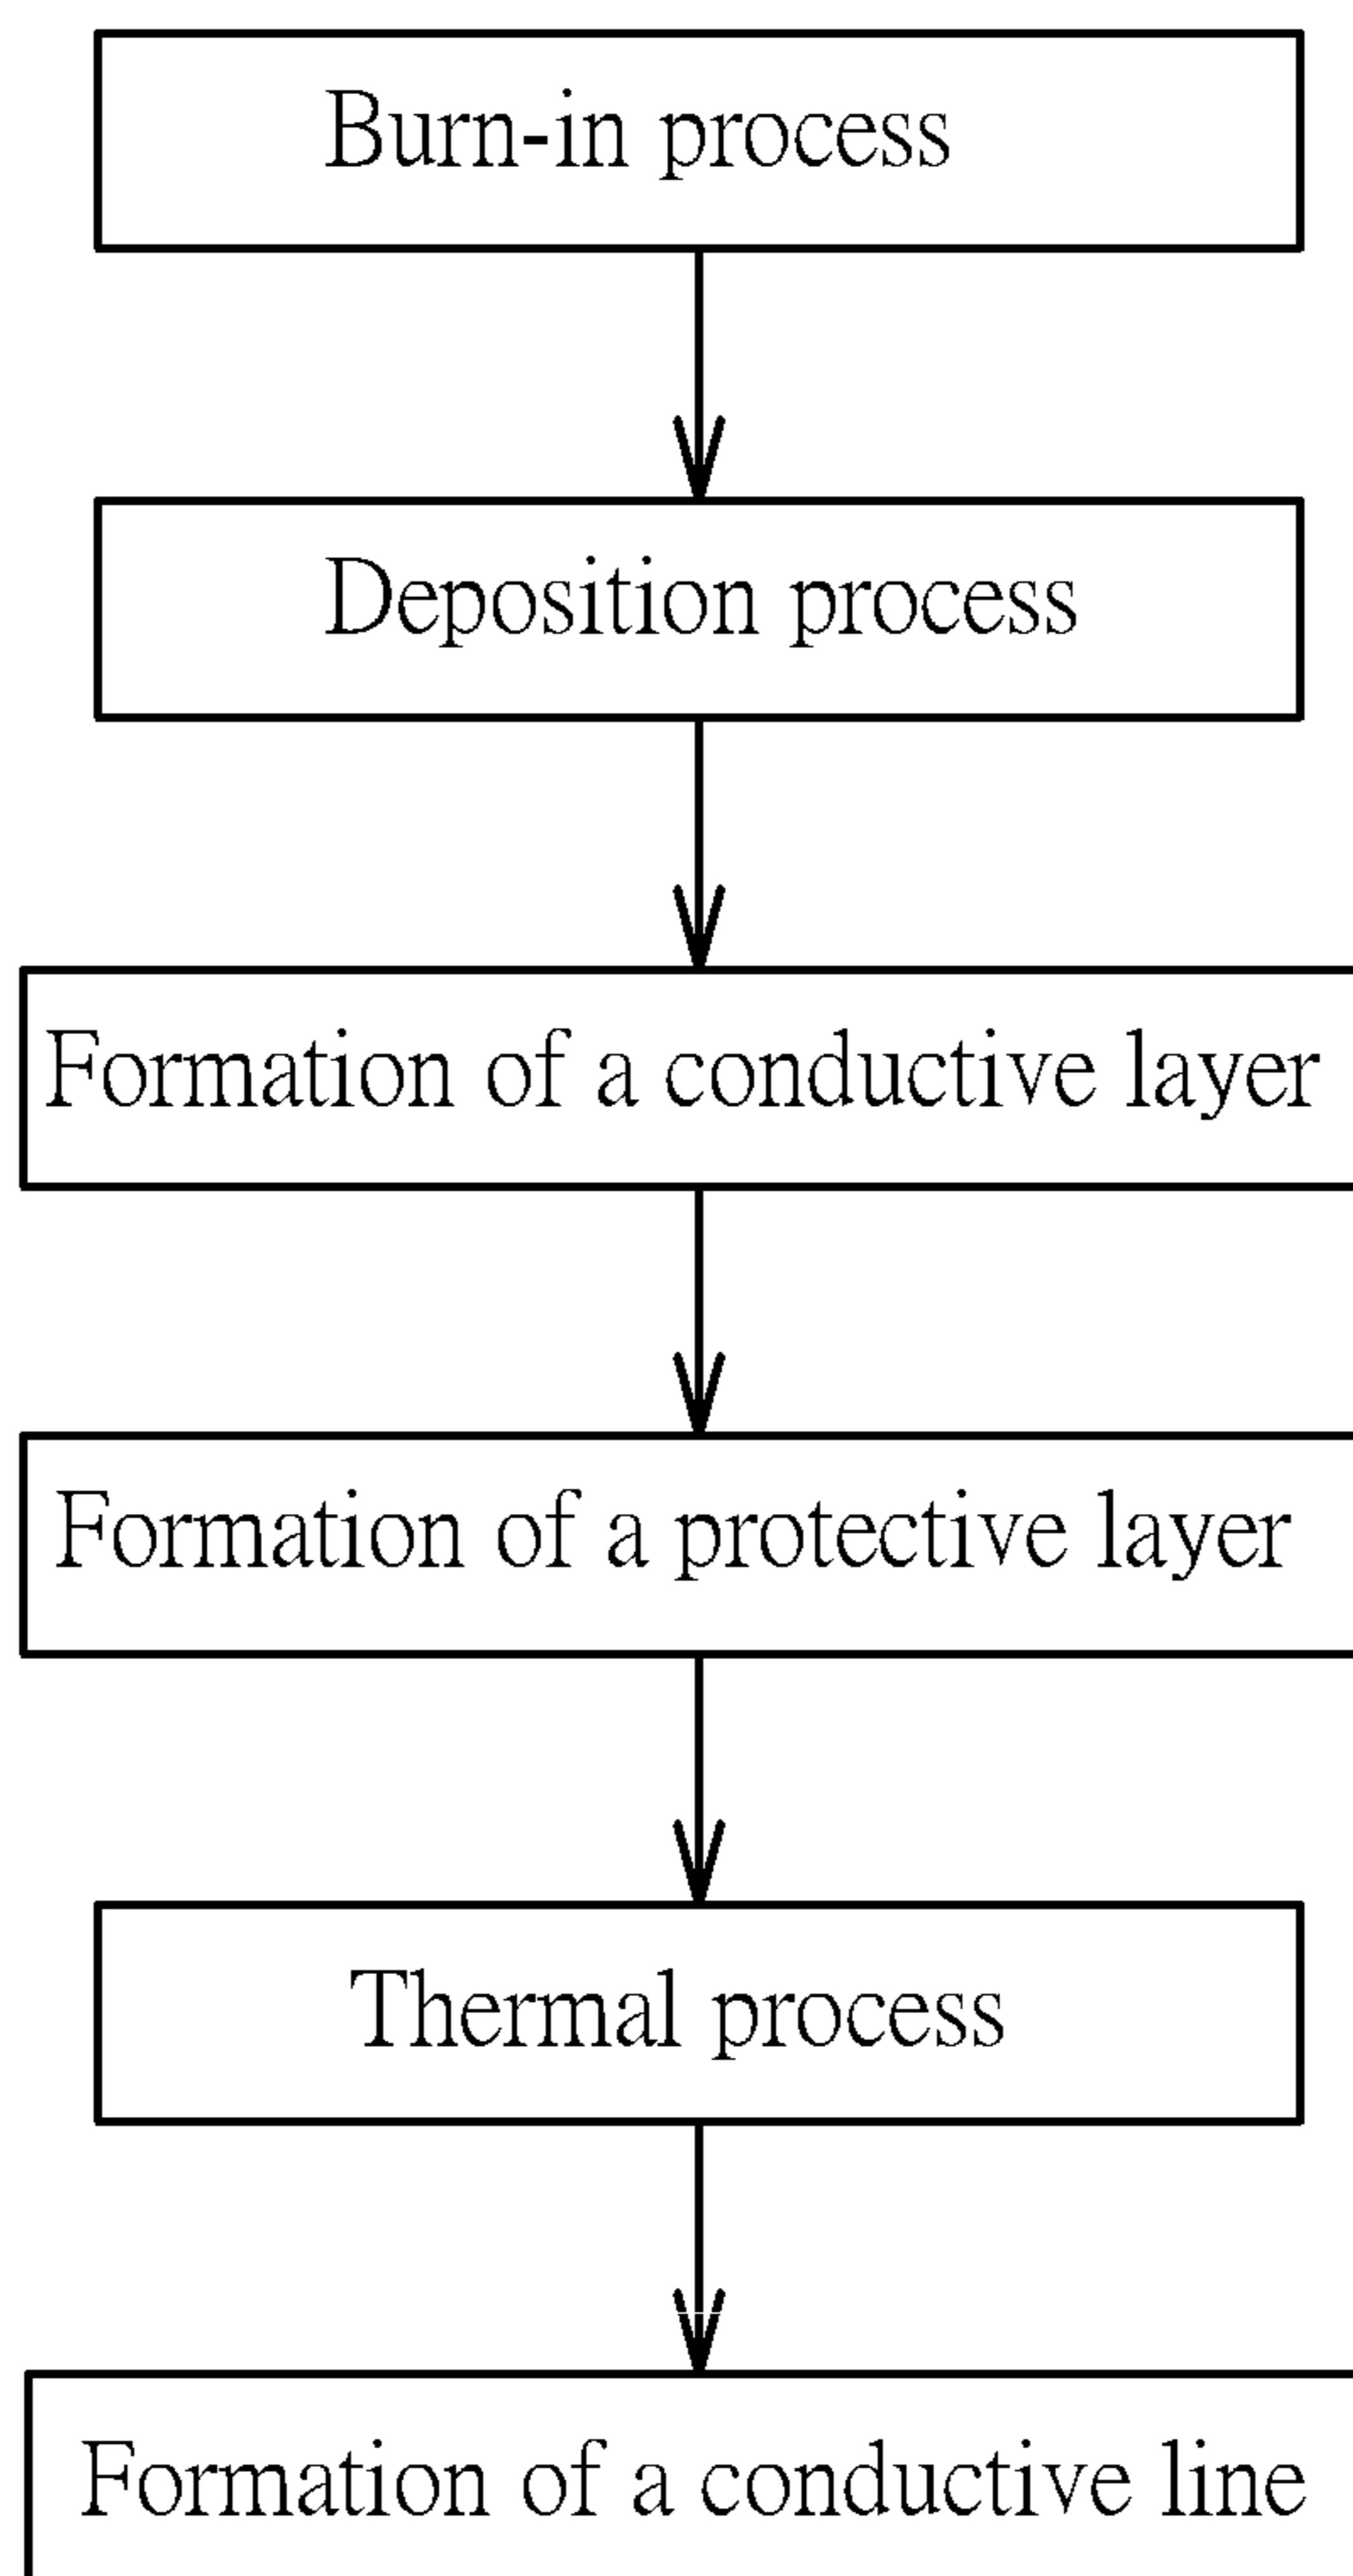 Burn-in process
Deposition process
Formation of a conductive layer
Formation of a protective layer
Thermal process
Formation of a conductive line